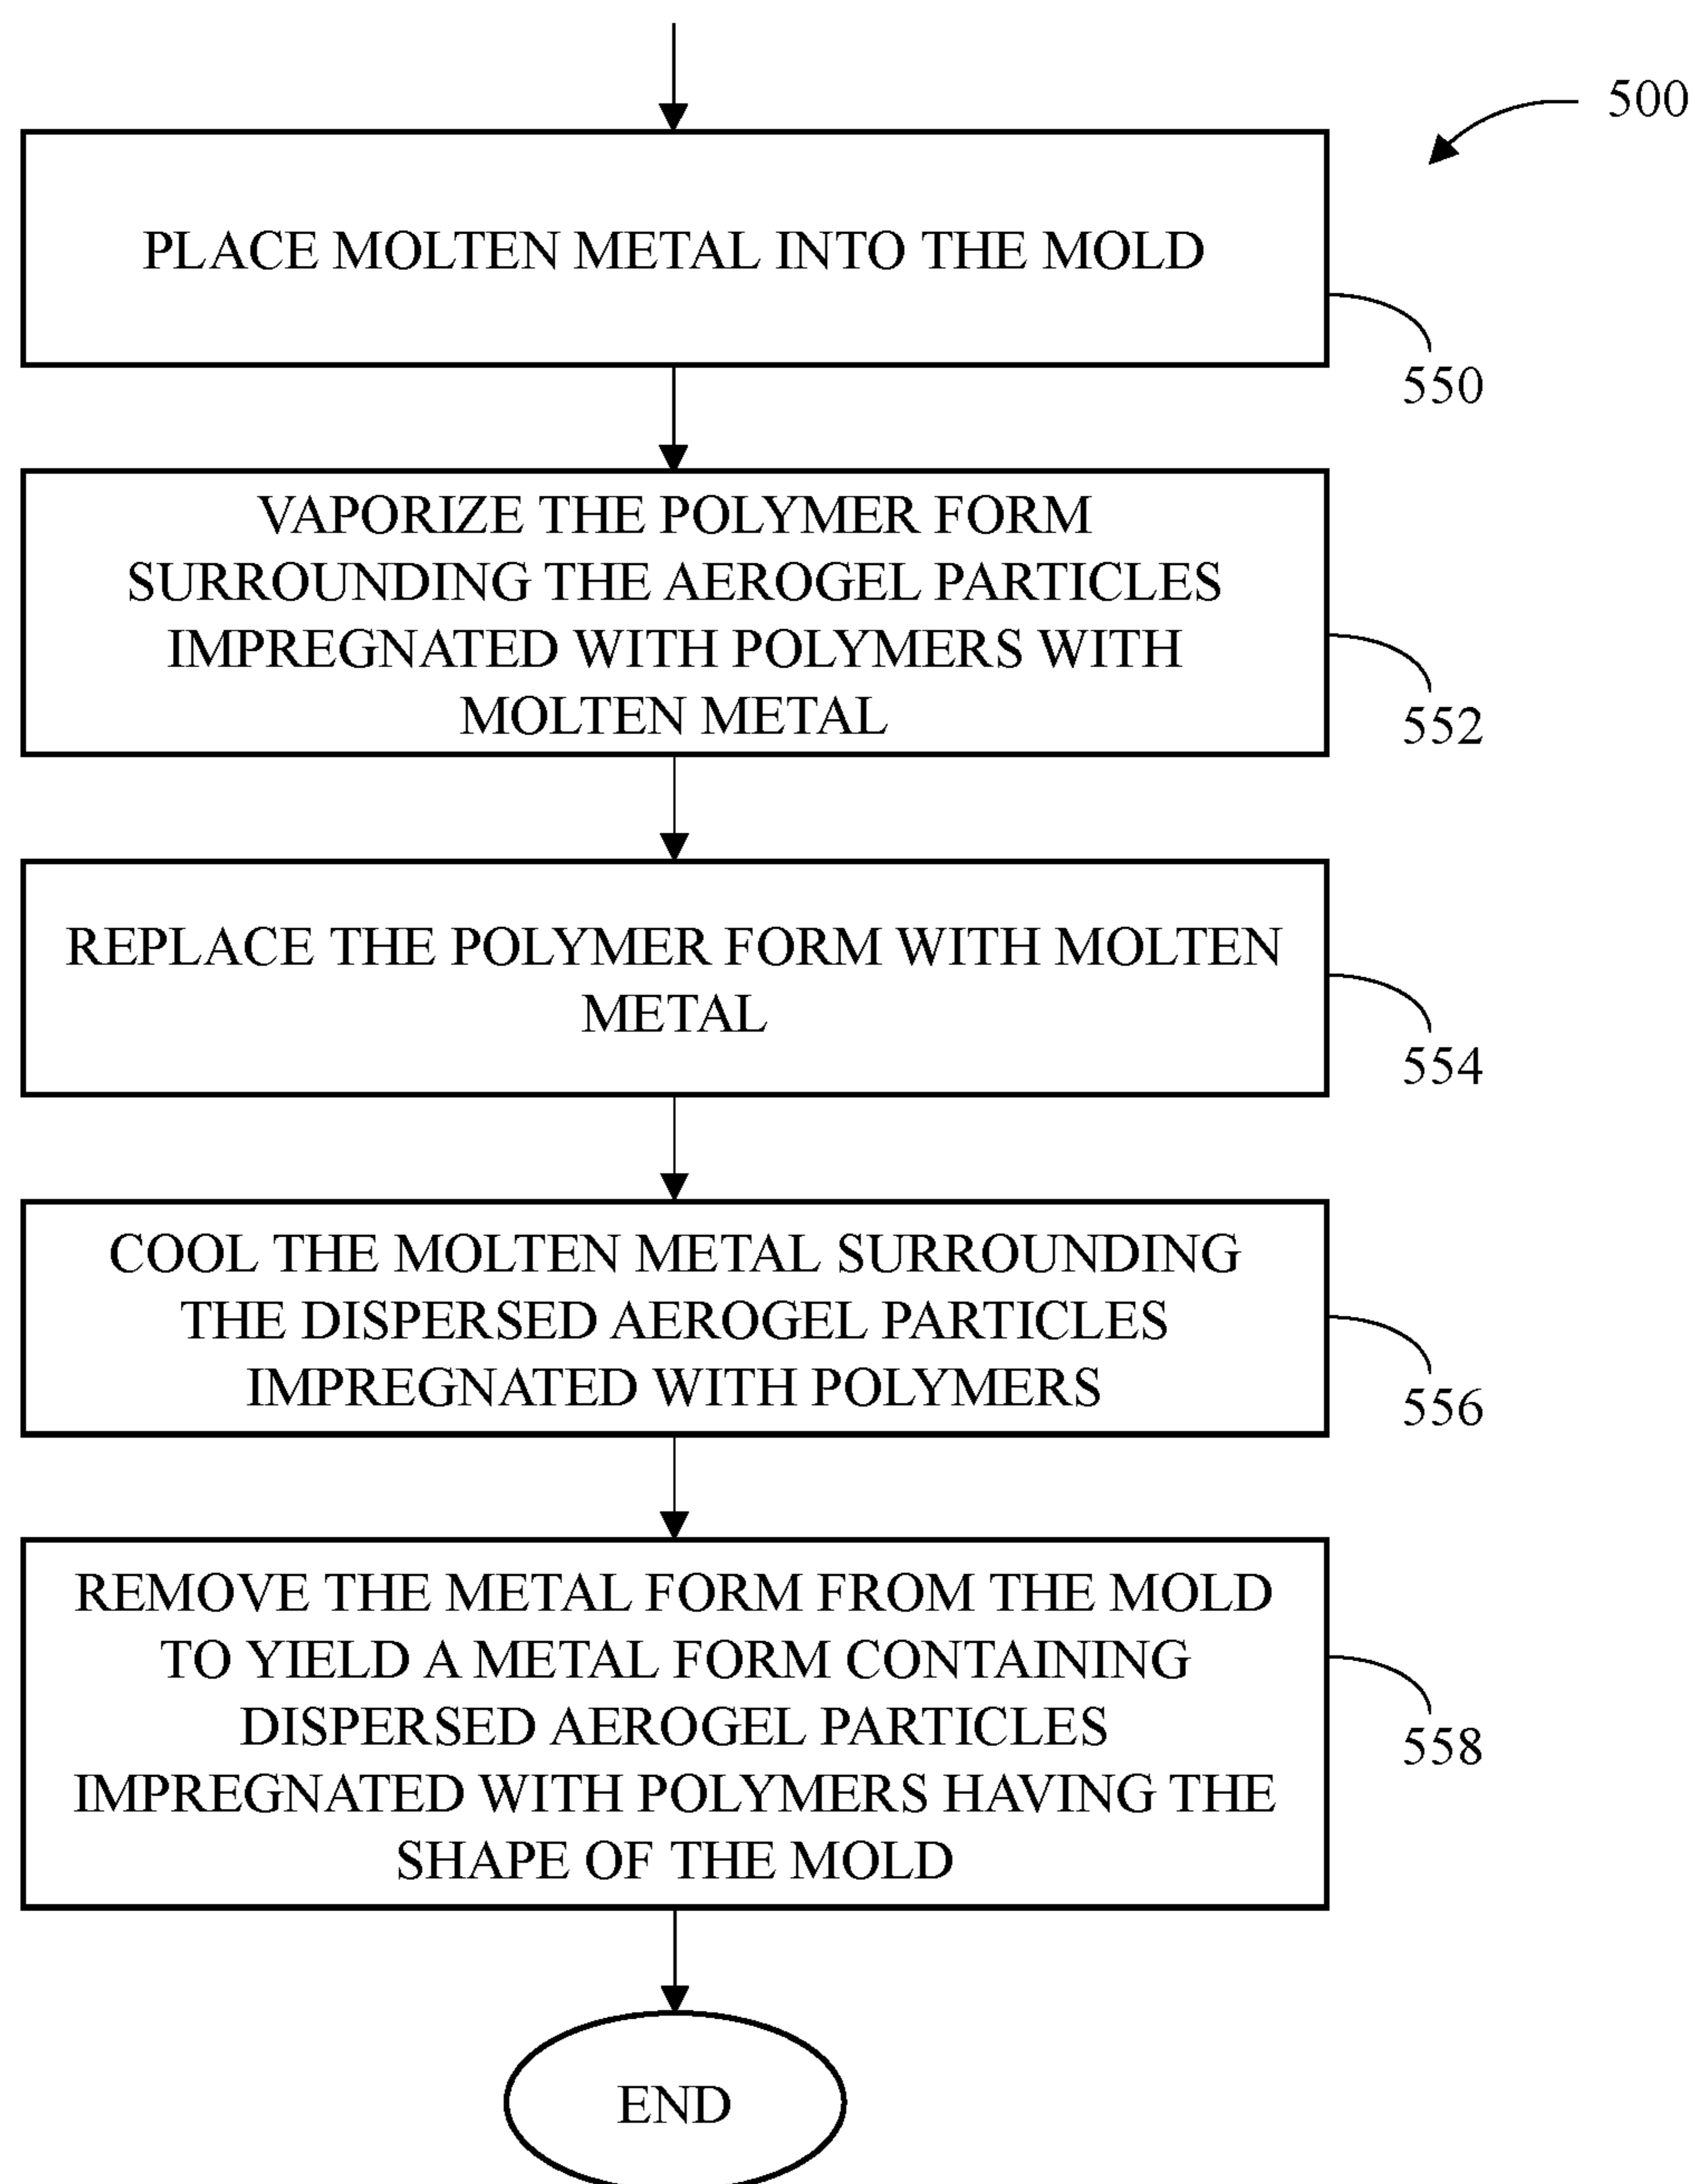 500
PLACE MOLTEN METAL INTO THE MOLD
550
VAPORIZE THE POLYMER FORM
SURROUNDING THE AEROGEL PARTICLES
IMPREGNATED WITH POLYMERS WITH
MOLTEN METAL
552
REPLACE THE POLYMER FORM WITH MOLTEN
METAL
554
COOL THE MOLTEN METAL SURROUNDING
THE DISPERSED AEROGEL PARTICLES
IMPREGNATED WITH POLYMERS
556
REMOVE THE METAL FORM FROM THE MOLD
TO YIELD A METAL FORM CONTAINING
DISPERSED AEROGEL PARTICLES
IMPREGNATED WITH POLYMERS HAVING THE
SHAPE OF THE MOLD
558
END